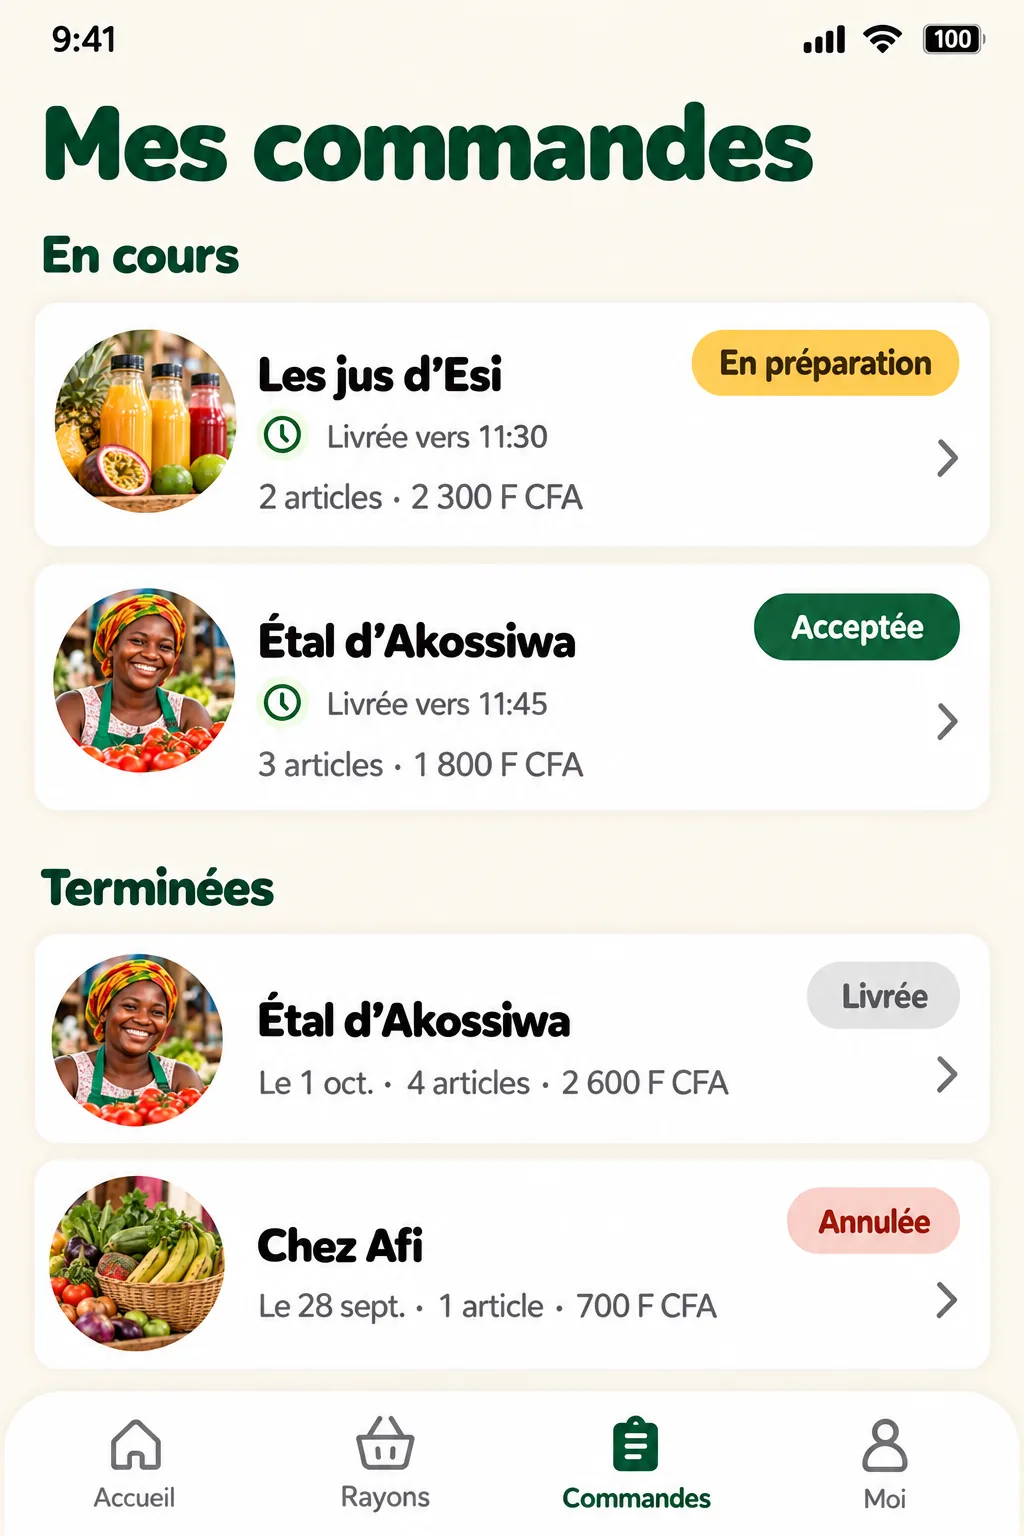 9:41
100
Mes commandes
En cours
Les jus d’Esi
En préparation
Livrée vers 11:30
2 articles · 2 300 F CFA
Étal d’Akossiwa
Acceptée
Livrée vers 11:45
3 articles · 1 800 F CFA
Terminées
Étal d’Akossiwa
Livrée
Le 1 oct. · 4 articles · 2 600 F CFA
Chez Afi
Annulée
Le 28 sept. · 1 article · 700 F CFA
Accueil
Rayons
Commandes
Moi